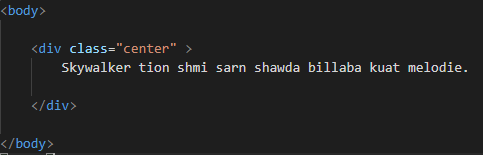 <body>
<div class="center" >
Skywalker tion shmi sarn shawda billaba kuat melodie.
</div>
</body>